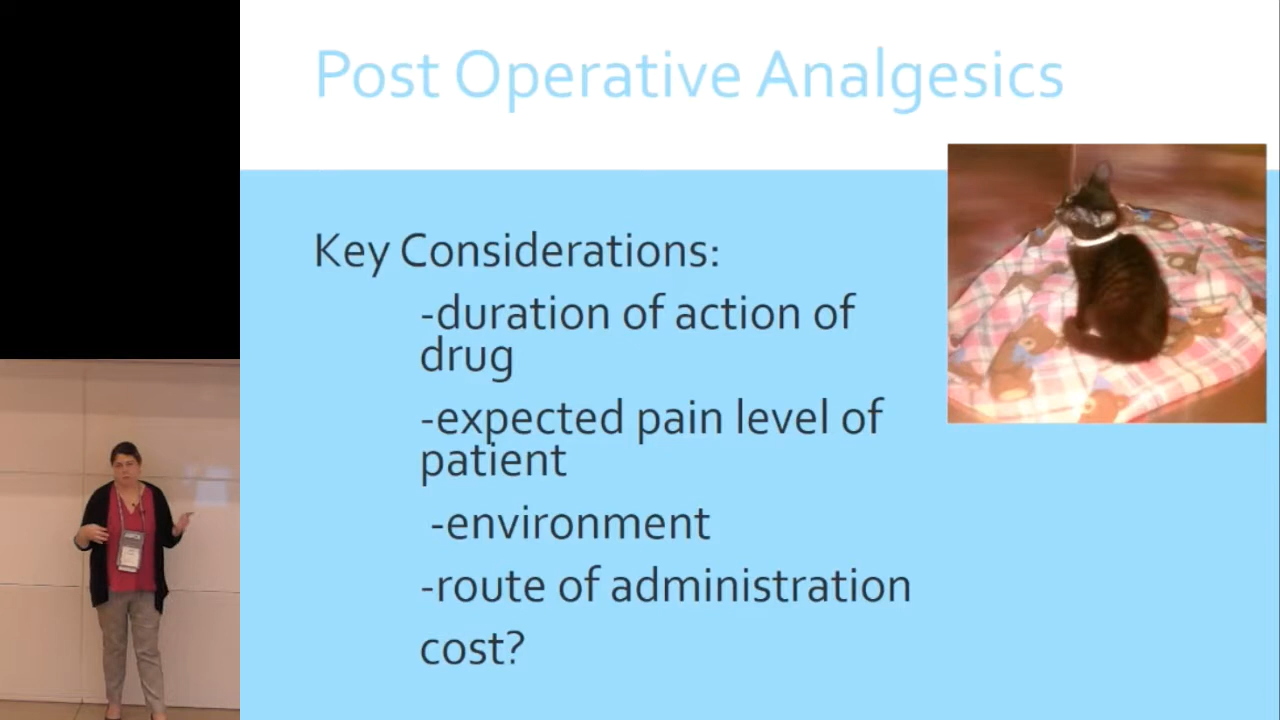 Post Operative Analgesics
Key Considerations:
-duration of action of
drug
-expected pain level of
patient
-environment
-route of administration
cost?